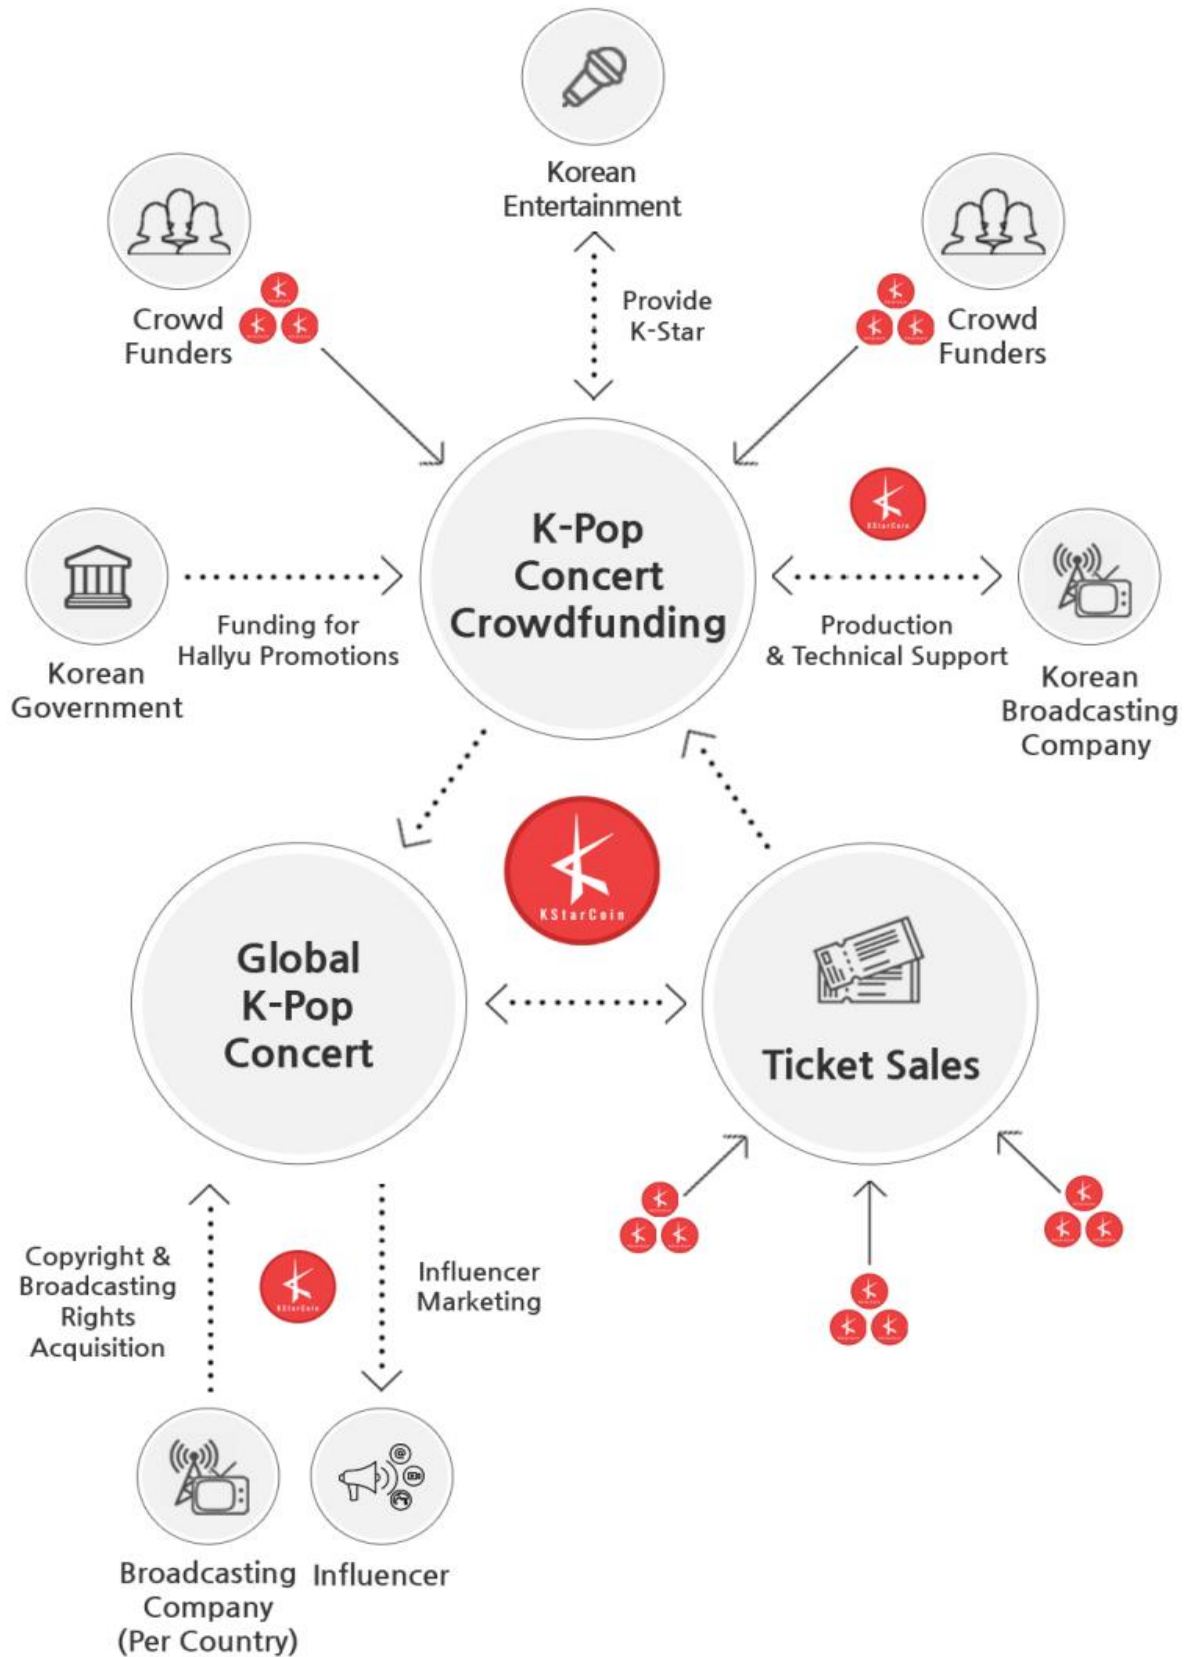 Korean
Entertainment
Crowd
Funders
Provide
K-Star
Crowd
Funders
K-Pop
Concert
Crowdfunding
KStarCoin
Korean
Government
Funding for
Hallyu Promotions
Production
& Technical Support
Korean
Broadcasting
Company
KStarCoin
Global
K-Pop
Concert
Ticket Sales
Copyright &
Broadcasting
Rights
Acquisition
KStarCoin
Influencer
Marketing
Broadcasting
Company
(Per Country)
Influencer